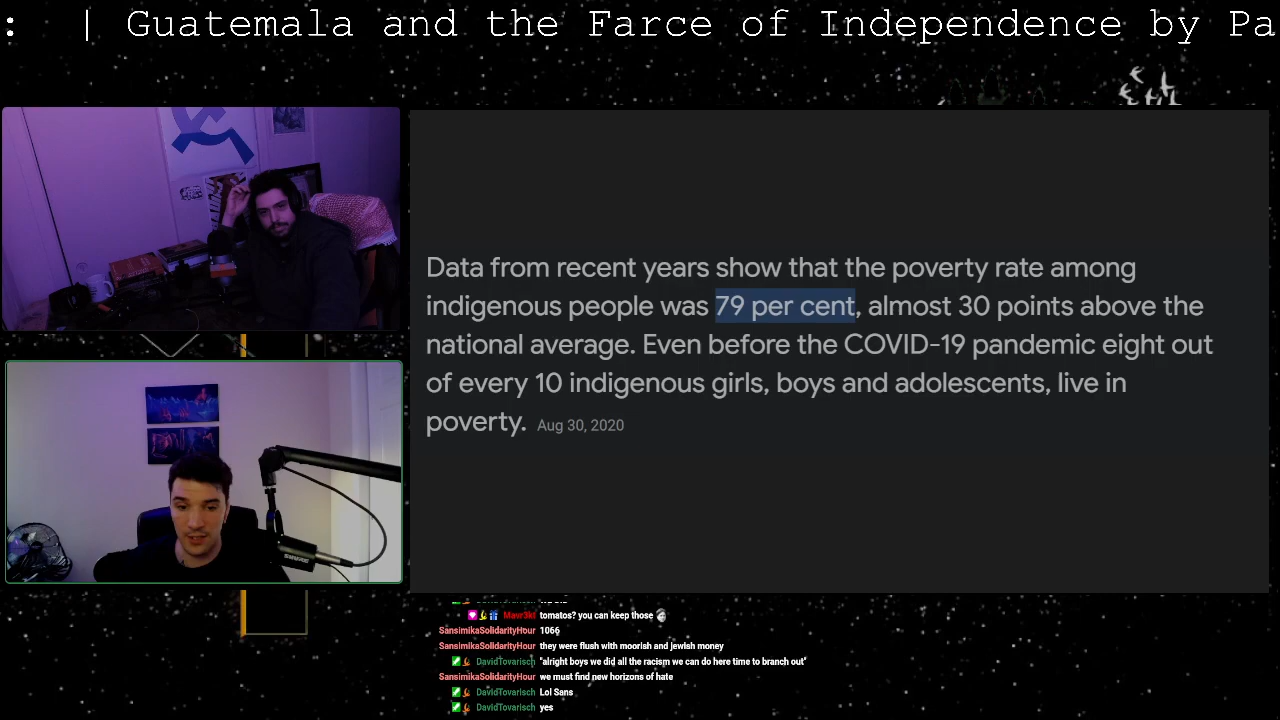 : | Guatemala and the Farce of Independence by Pa
Data from recent years show that the poverty rate among
indigenous people was 79 per cent, almost 30 points above the
national average. Even before the COVID-19 pandemic eight out
of every 10 indigenous girls, boys and adolescents, live in
poverty. Aug 30, 2020
SHURE
tomatos? you can keep those
SansimikaSolidarityHour 1066
SansimikaSolidarityHour they were flush with moorish and jewish money
DavidTovarisch "alright boys we did all the racism we can do here time to branch out"
SansimikaSolidarityHour we must find new horizons of hate
DavidTovarisch Lol Sans
DavidTovarisch yes